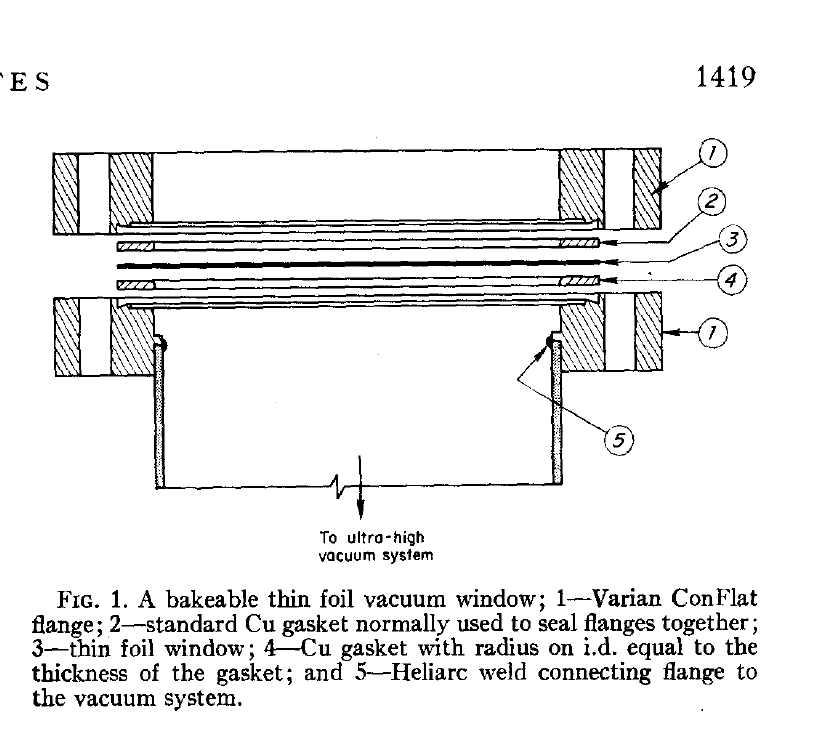 TES
1419
1
2
3
4
1
5
To ultra-high
vacuum system
FIG. 1. A bakeable thin foil vacuum window; 1—Varian ConFlat
flange; 2—standard Cu gasket normally used to seal flanges together;
3—thin foil window; 4—Cu gasket with radius on i.d. equal to the
thickness of the gasket; and 5—Heliarc weld connecting flange to
the vacuum system.